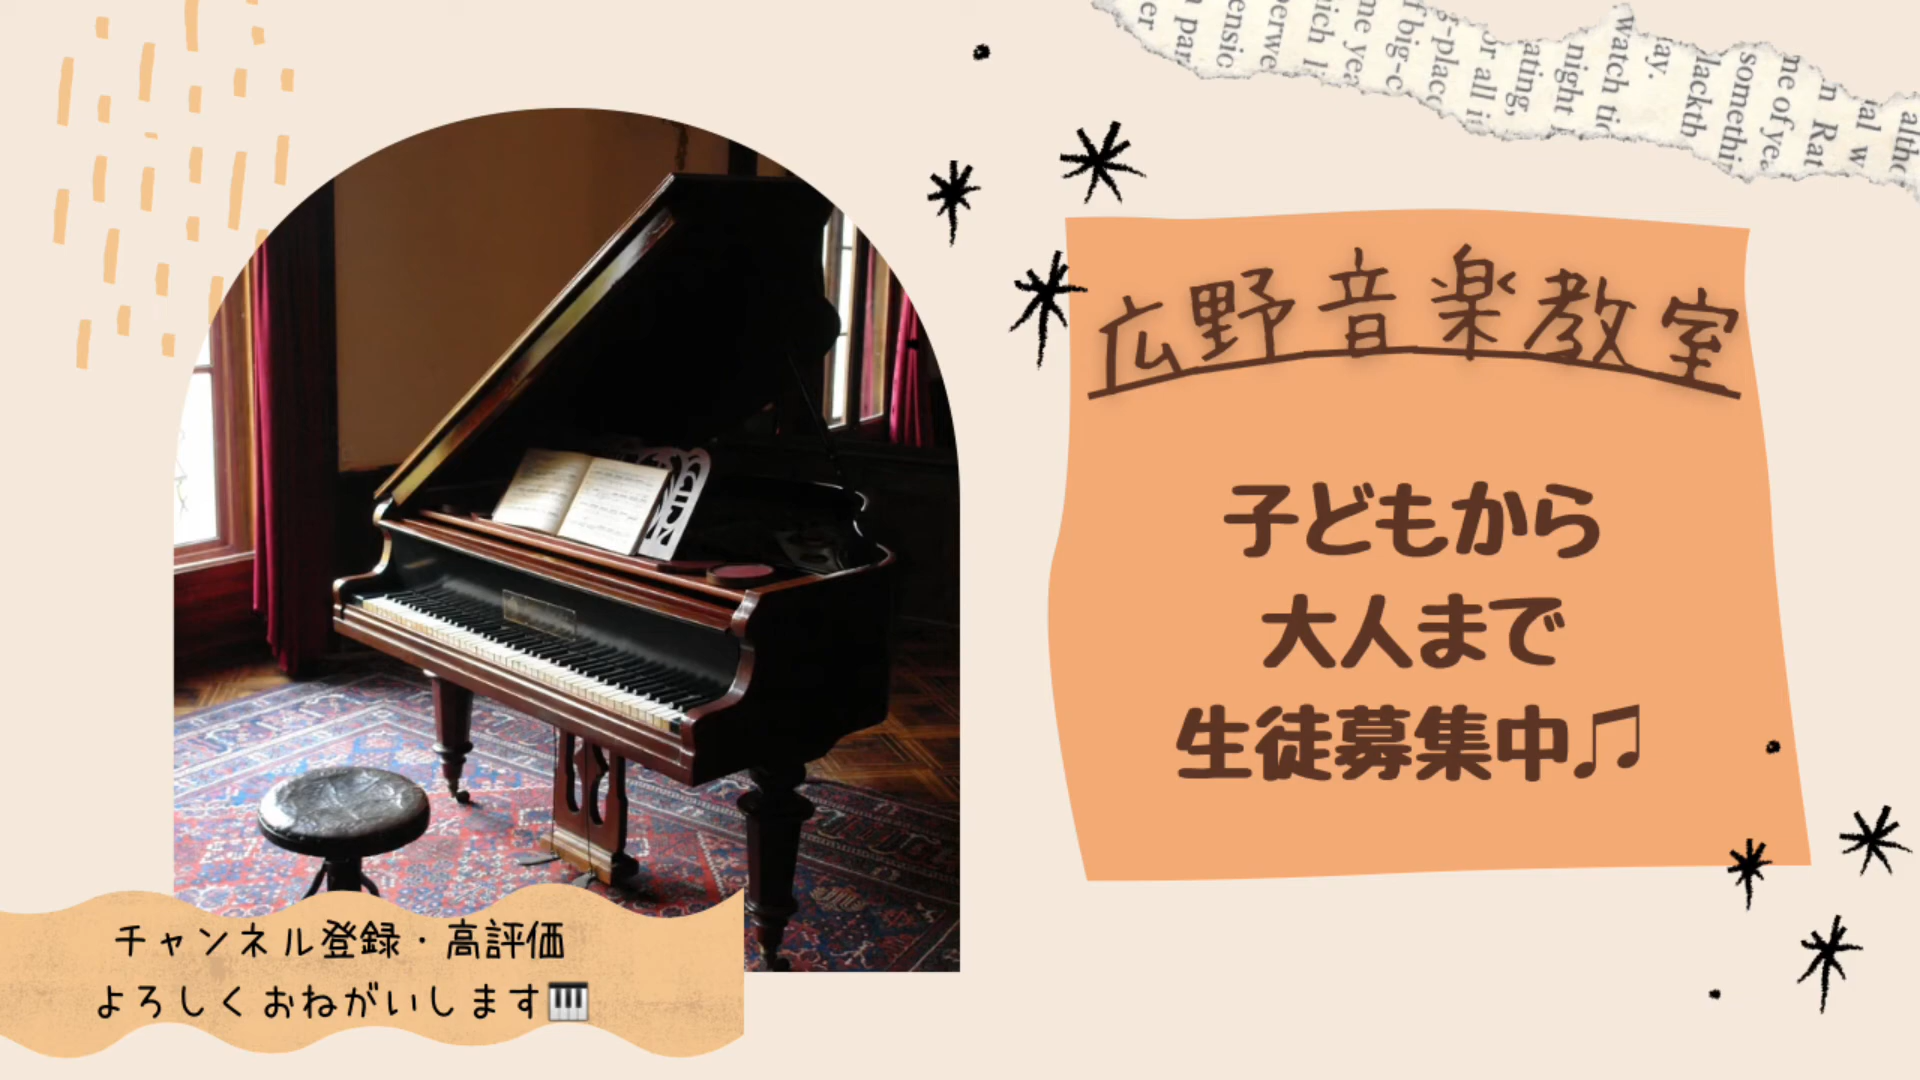 広野音楽教室
子どもから
大人まで
生徒募集中♫
チャンネル登録・高評価
よろしくおねがいします🎹